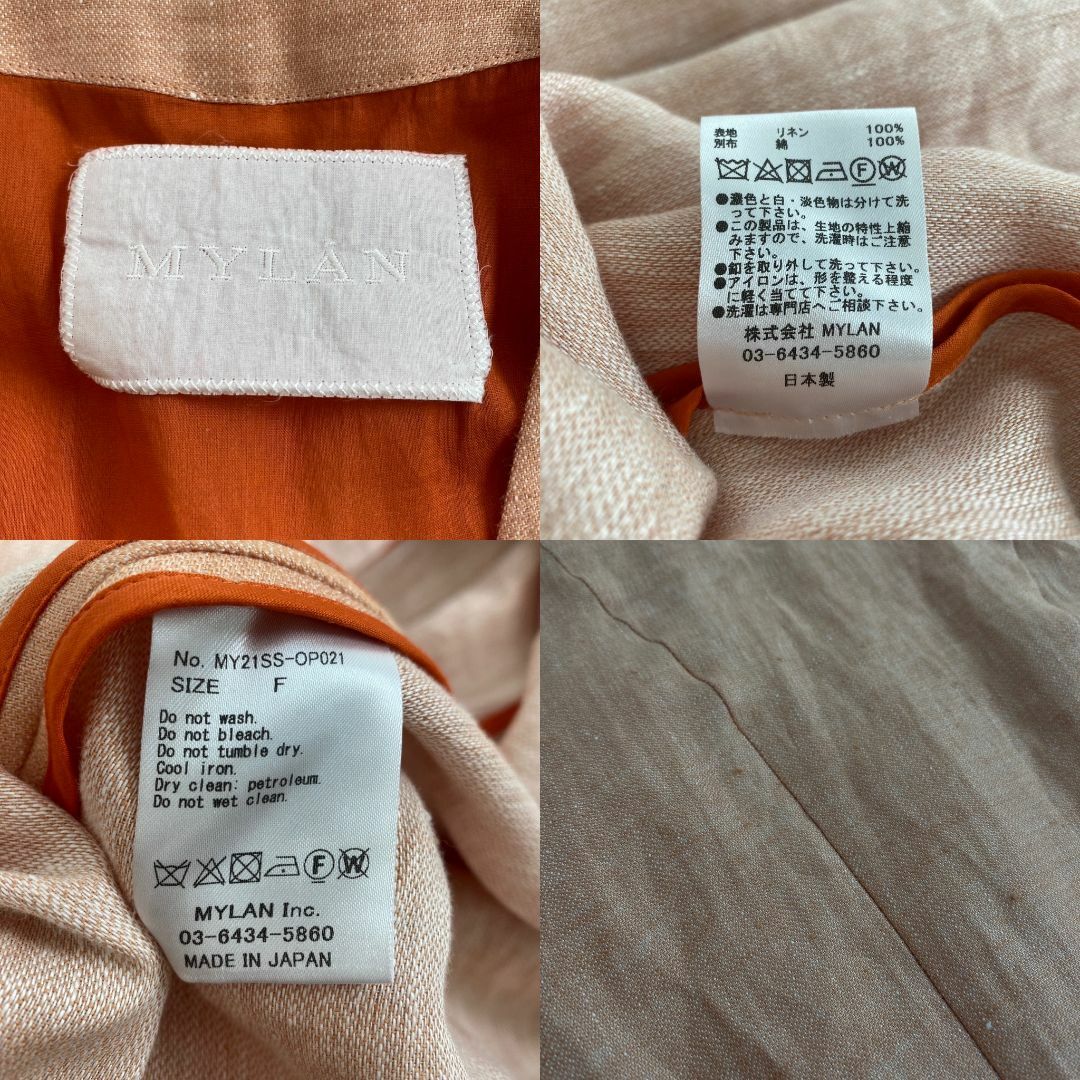 MYLAN
表地 リネン 100%
別布 綿 100%
●濃色と白・淡色物は分けて洗
って下さい。
●この製品は、生地の特性上縮
みますので、洗濯時はご注意
下さい。
●釦を取り外して洗って下さい。
●アイロンは、形を整える程度
に軽く当てて下さい。
●洗濯は専門店へご相談下さい。
株式会社 MYLAN
03-6434-5860
日本製
No. MY21SS-OP021
SIZE F
Do not wash.
Do not bleach.
Do not tumble dry.
Cool iron.
Dry clean: petroleum.
Do not wet clean.
F W
MYLAN Inc.
03-6434-5860
MADE IN JAPAN